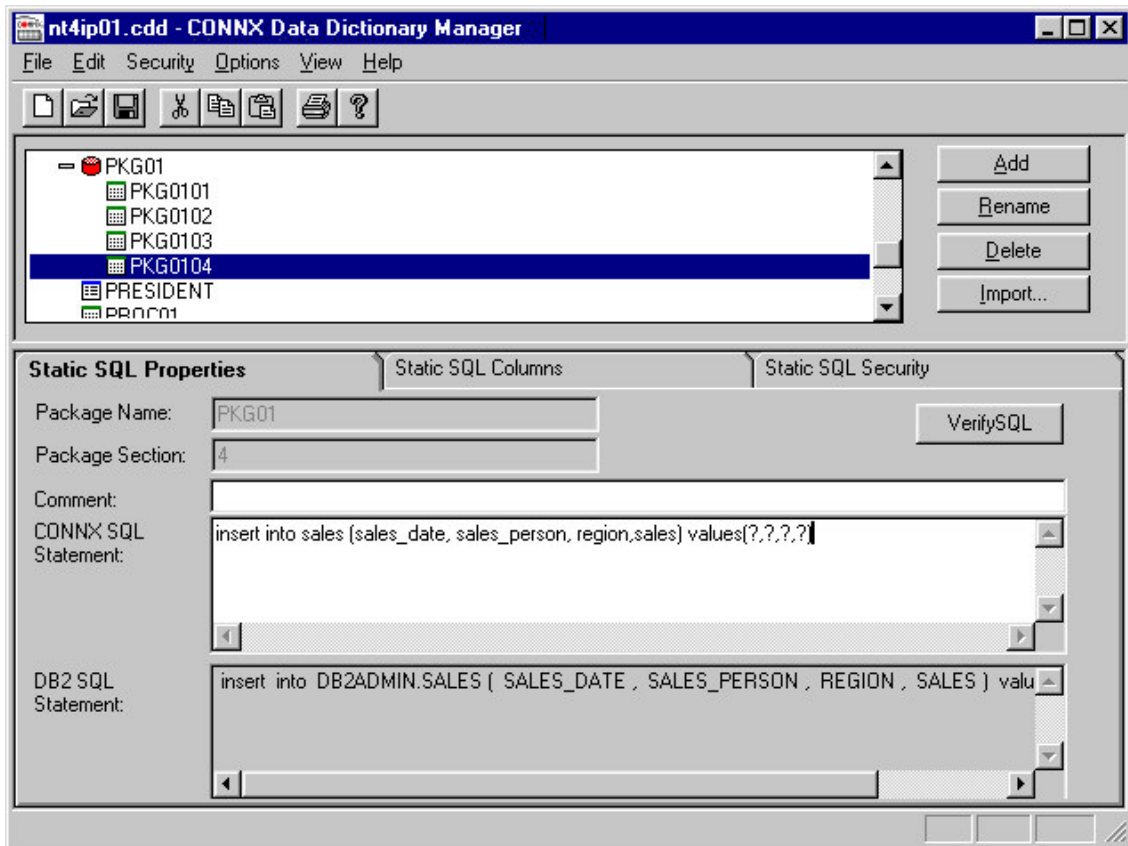 nt4ip01.cdd - CONNX Data Dictionary Manager
File Edit Security Options View Help
PKG01
PKG0101
PKG0102
PKG0103
PKG0104
PRESIDENT
PROC01
Add
Rename
Delete
Import...
Static SQL Properties Static SQL Columns Static SQL Security
Package Name: PKG01 VerifySQL
Package Section: 4
Comment:
CONNX SQL Statement: insert into sales (sales_date, sales_person, region,sales) values(?,?,?,?)
DB2 SQL Statement: insert into DB2ADMIN.SALES ( SALES_DATE , SALES_PERSON , REGION , SALES ) valu